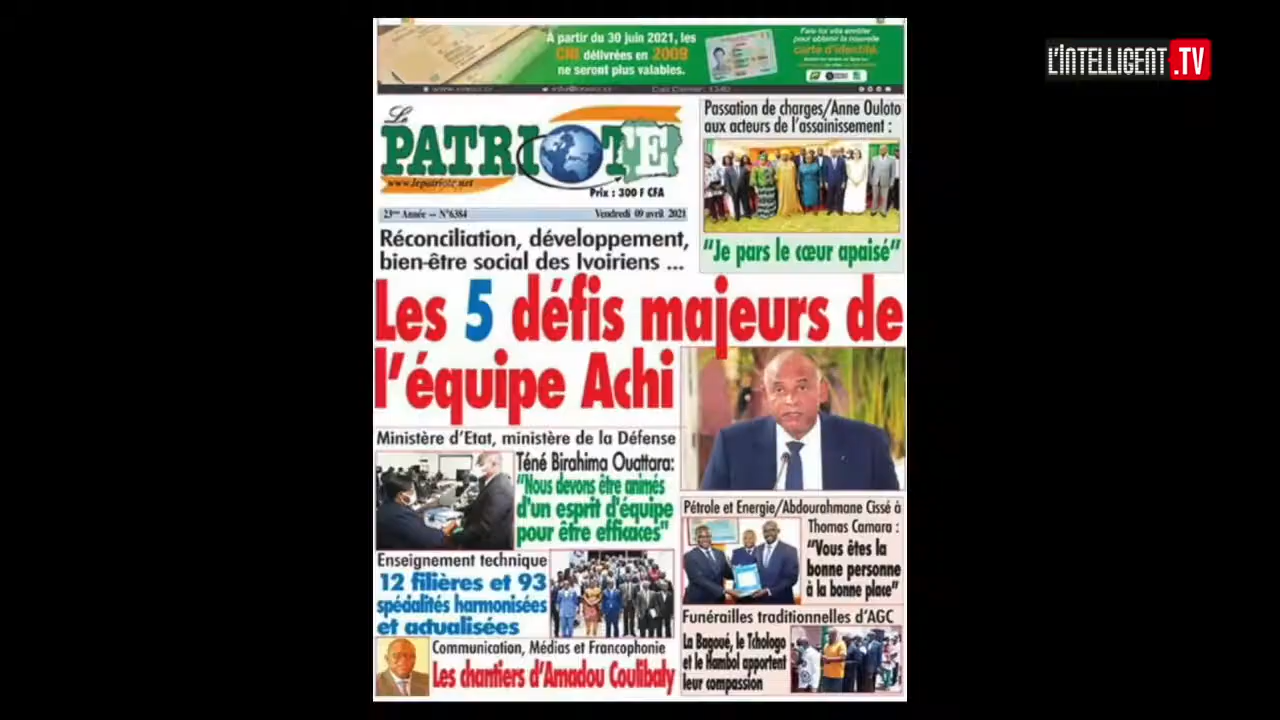 A partir du 30 juin 2021, les
CNI délivrées en 2009
ne seront plus valables.
pour obtenir la nouvelle
carte d'identité.
L'INTELLIGENT.TV
Le
PATRIOTE
www.lepatriote.net
Prix : 300 F CFA
23ème Année -- N°6384
Vendredi 09 avril 2021
Passation de charges/Anne Ouloto
aux acteurs de l'assainissement :
"Je pars le cœur apaisé"
Réconciliation, développement,
bien-être social des Ivoiriens ...
Les 5 défis majeurs de
l'équipe Achi
Ministère d'Etat, ministère de la Défense
Téné Birahima Ouattara:
"Nous devons être animés
d'un esprit d'équipe
pour être efficaces"
Enseignement technique
12 filières et 93
spécialités harmonisées
et actualisées
Communication, Médias et Francophonie
Les chantiers d'Amadou Coulibaly
Pétrole et Energie/Abdourahmane Cissé à
Thomas Camara :
"Vous êtes la
bonne personne
à la bonne place"
Funérailles traditionnelles d'AGC
La Bagoué, le Tchologo
et le Hambol apportent
leur compassion